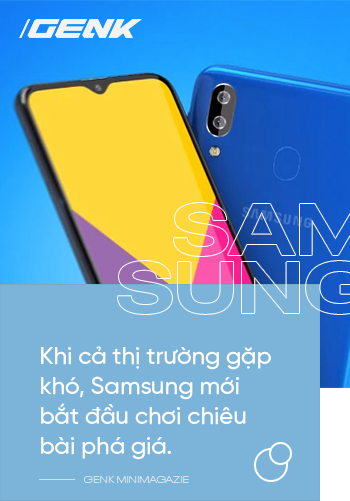 /GENK
SAMSUNG
SAM
SUNG
Khi cả thị trường gặp
khó, Samsung mới
bắt đầu chơi chiêu
bài phá giá.
GENK MINIMAGAZIE